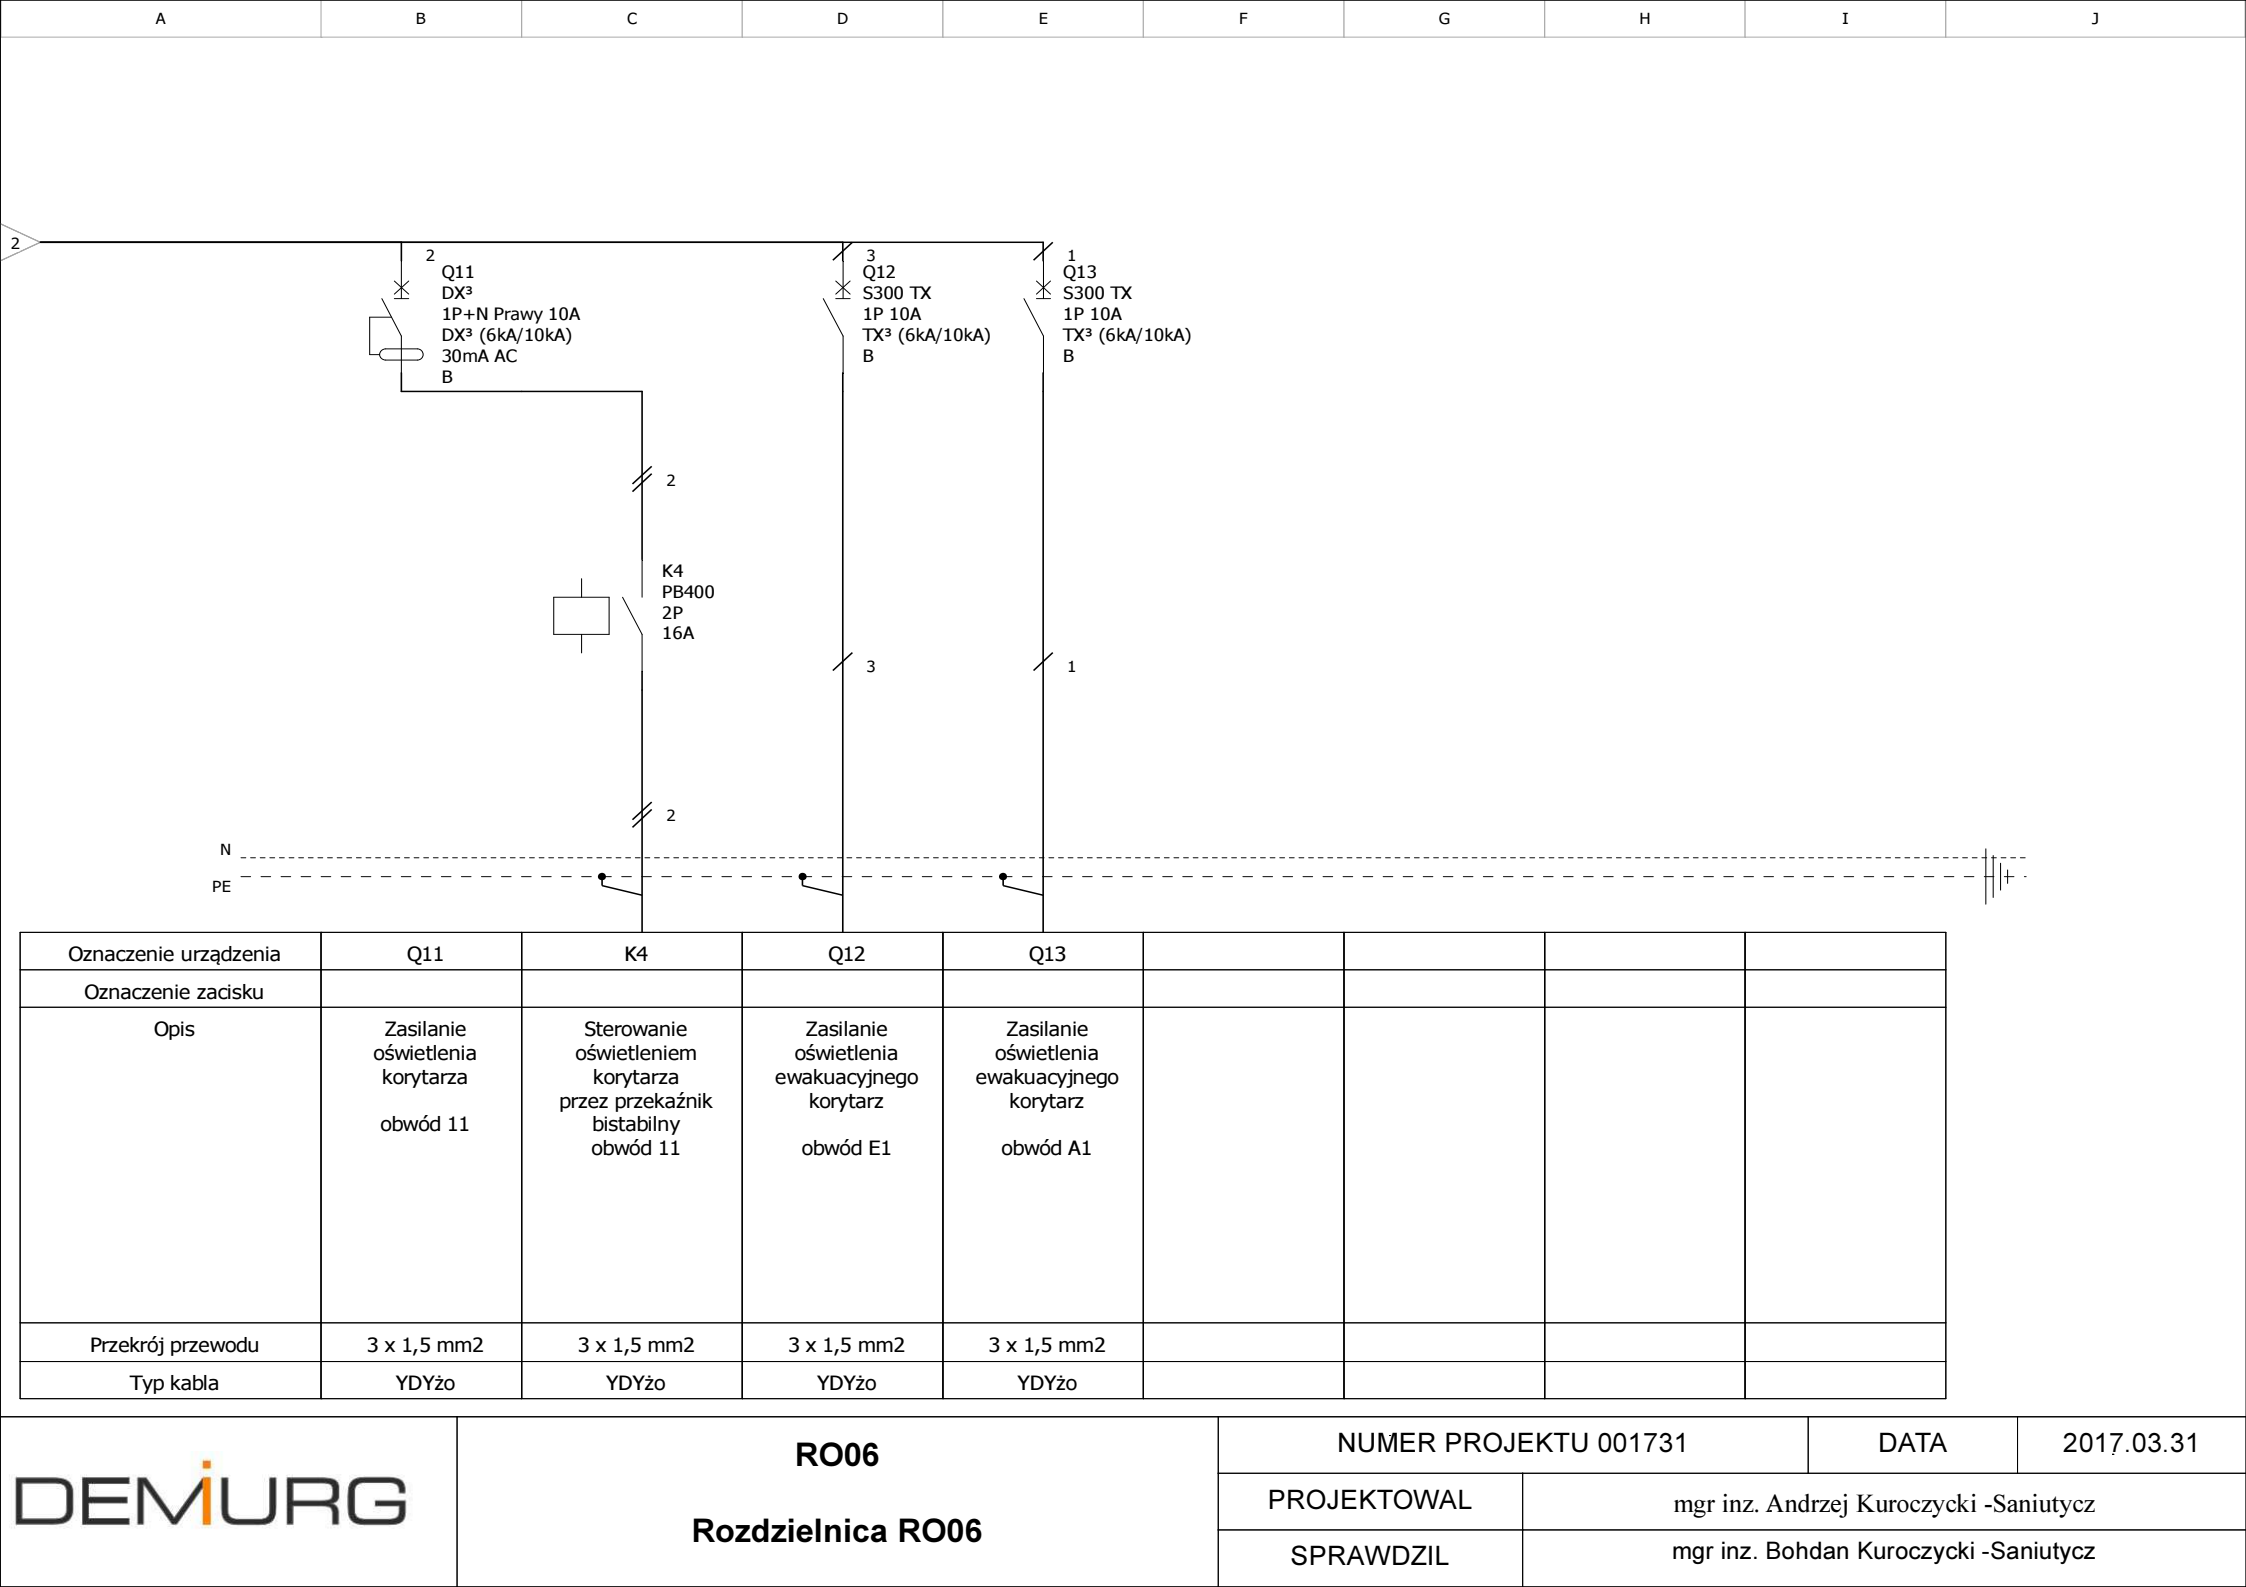 A B C D E F G H I J
2
2
Q11
DX³
1P+N Prawy 10A
DX³ (6kA/10kA)
30mA AC
B
3
Q12
S300 TX
1P 10A
TX³ (6kA/10kA)
B
1
Q13
S300 TX
1P 10A
TX³ (6kA/10kA)
B
2
K4
PB400
2P
16A
3
1
2
N
PE
Oznaczenie urządzenia Q11 K4 Q12 Q13
Oznaczenie zacisku
Opis
Zasilanie
oświetlenia
korytarza
obwód 11
Sterowanie
oświetleniem
korytarza
przez przekaźnik
bistabilny
obwód 11
Zasilanie
oświetlenia
ewakuacyjnego
korytarz
obwód E1
Zasilanie
oświetlenia
ewakuacyjnego
korytarz
obwód A1
Przekrój przewodu 3 x 1,5 mm2 3 x 1,5 mm2 3 x 1,5 mm2 3 x 1,5 mm2
Typ kabla YDYżo YDYżo YDYżo YDYżo
DEMIURG
RO06
Rozdzielnica RO06
NUMER PROJEKTU 001731 DATA 2017.03.31
PROJEKTOWAL mgr inz. Andrzej Kuroczycki -Saniutycz
SPRAWDZIL mgr inz. Bohdan Kuroczycki -Saniutycz